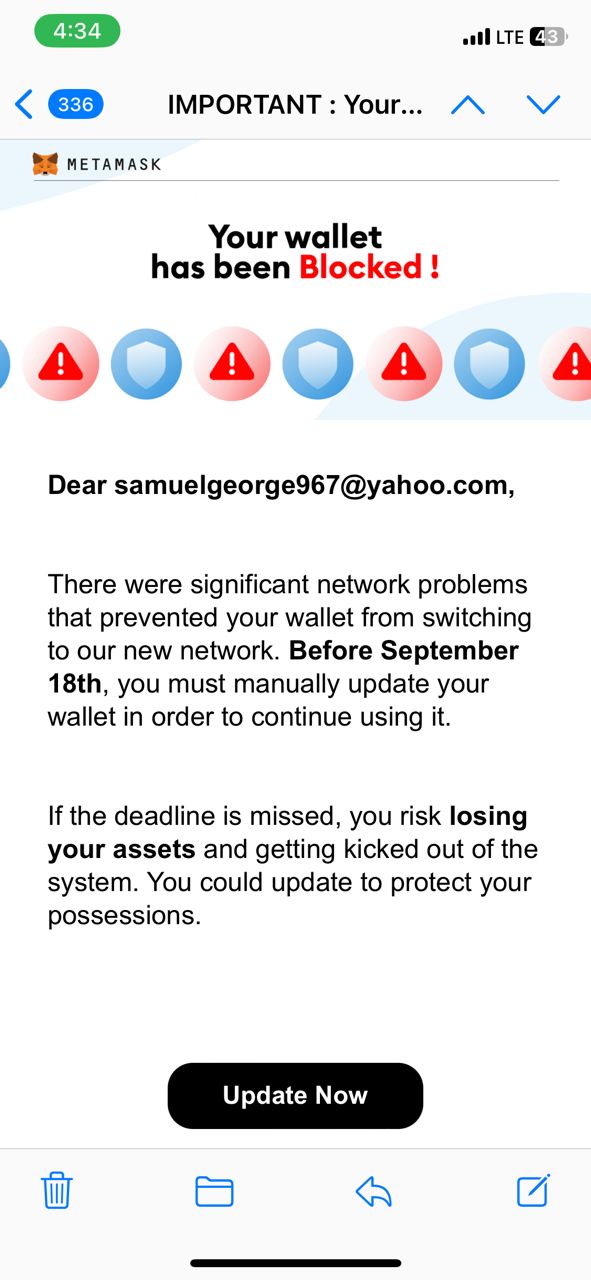 4:34
LTE 43
336
IMPORTANT : Your...
METAMASK
Your wallet
has been Blocked !
Dear samuelgeorge967@yahoo.com,
There were significant network problems
that prevented your wallet from switching
to our new network. Before September
18th, you must manually update your
wallet in order to continue using it.
If the deadline is missed, you risk losing
your assets and getting kicked out of the
system. You could update to protect your
possessions.
Update Now